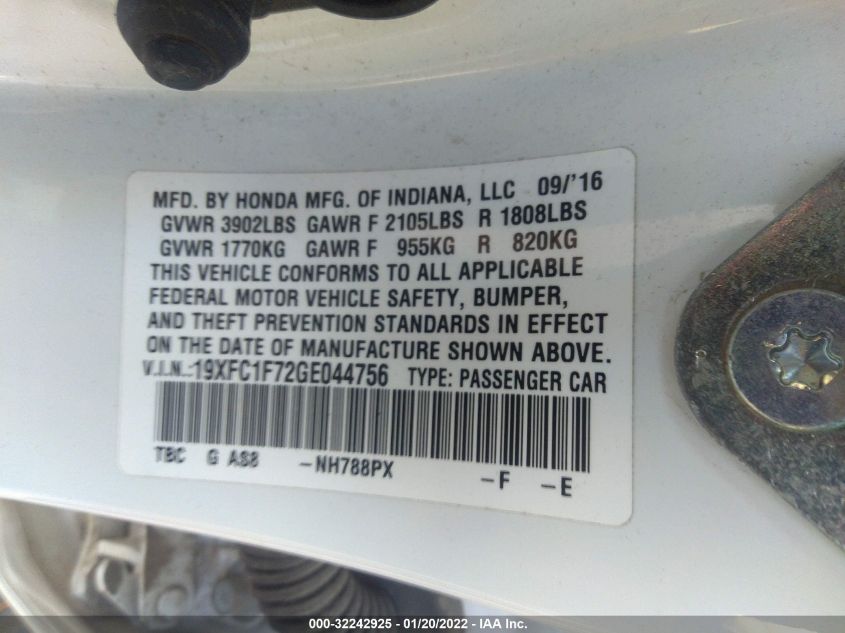 MFD. BY HONDA MFG. OF INDIANA, LLC 09/'16
GVWR 3902LBS GAWR F 2105LBS R 1808LBS
GVWR 1770KG GAWR F 955KG R 820KG
THIS VEHICLE CONFORMS TO ALL APPLICABLE
FEDERAL MOTOR VEHICLE SAFETY, BUMPER,
AND THEFT PREVENTION STANDARDS IN EFFECT
ON THE DATE OF MANUFACTURE SHOWN ABOVE.
V.I.N.:19XFC1F72GE044756 TYPE: PASSENGER CAR
TBC G AS8 -NH788PX -F -E
000-32242925 - 01/20/2022 - IAA Inc.